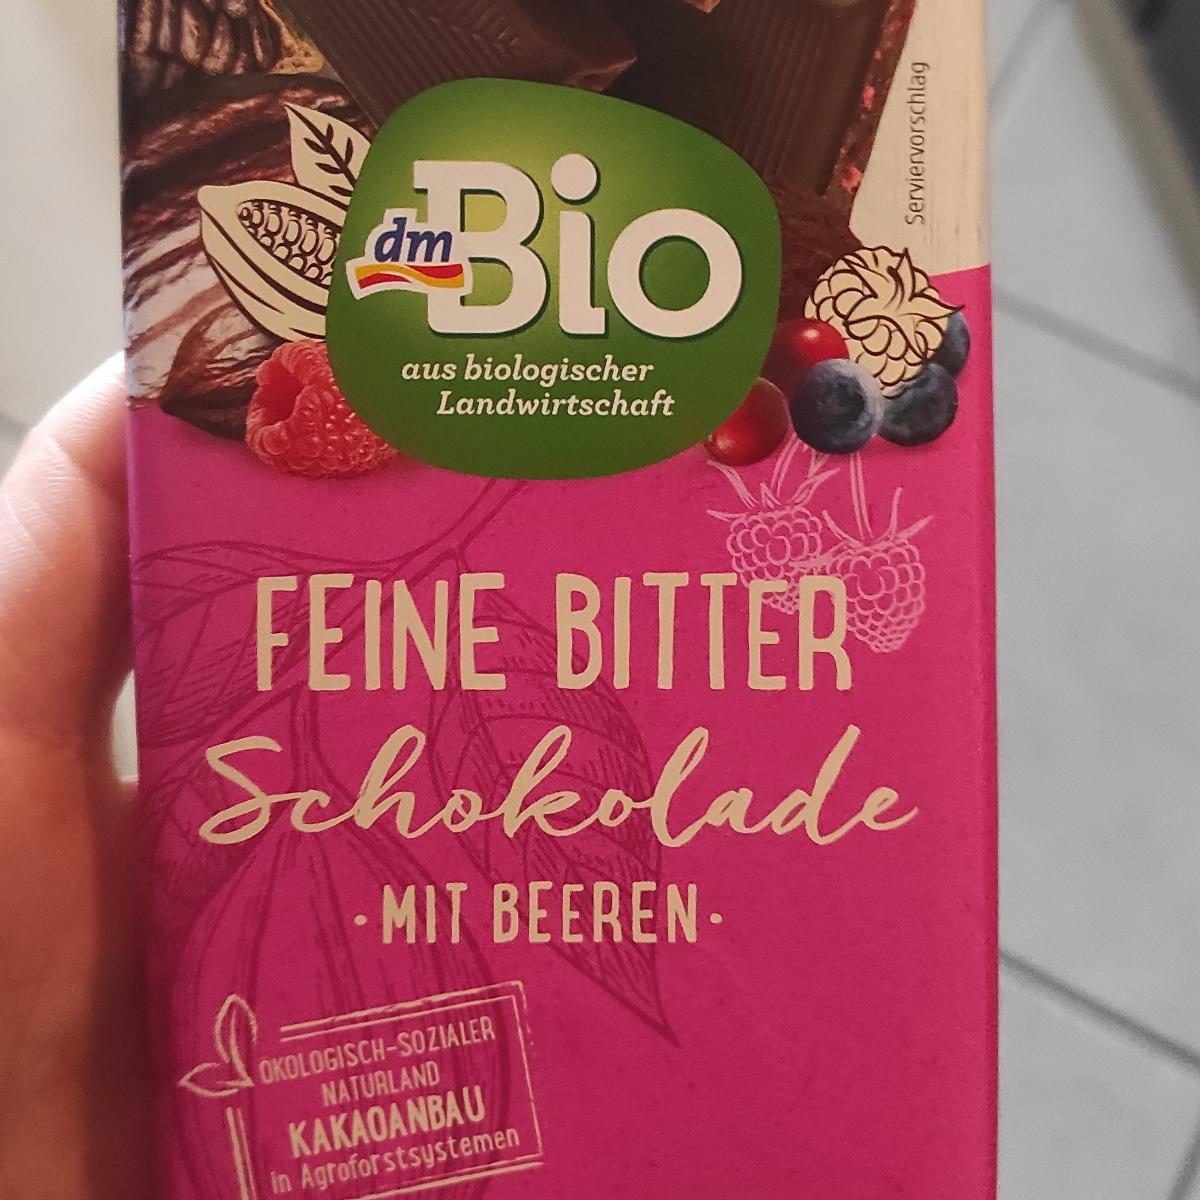 Serviervorschlag
dm Bio
aus biologischer
Landwirtschaft
FEINE BITTER
Schokolade
·MIT BEEREN·
ÖKOLOGISCH-SOZIALER
NATURLAND
KAKAOANBAU
in Agroforstsystemen